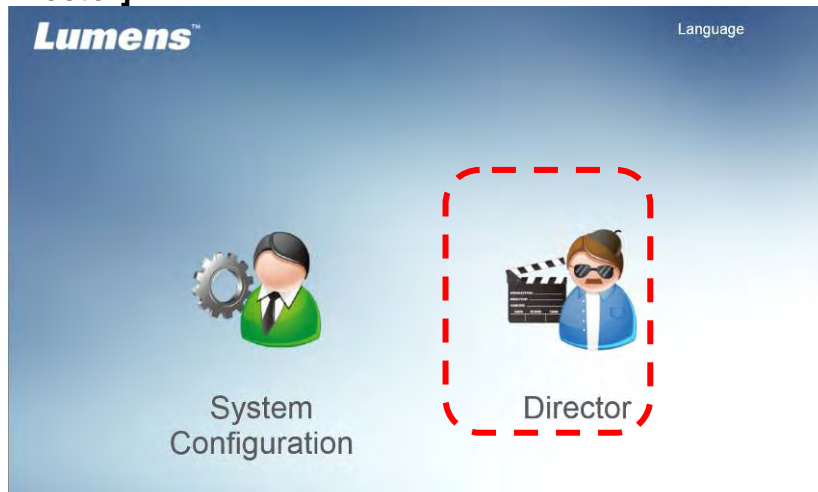 Lumens™
Language
System
Configuration
Director